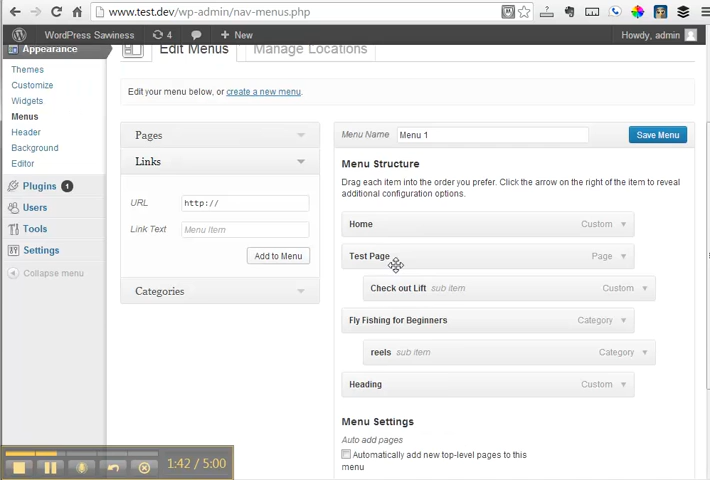 www.test.dev/wp-admin/nav-menus.php
WordPress Sawiness 4 + New Howdy, admin
Appearance
Themes
Customize
Widgets
Menus
Header
Background
Editor
Plugins 1
Users
Tools
Settings
Collapse menu
Edit Menus Manage Locations
Edit your menu below, or create a new menu.
Pages
Links
URL http://
Link Text Menu Item
Add to Menu
Categories
Menu Name Menu 1 Save Menu
Menu Structure
Drag each item into the order you prefer. Click the arrow on the right of the item to reveal
additional configuration options.
Home Custom
Test Page Page
Check out Lift sub item Custom
Fly Fishing for Beginners Category
reels sub item Category
Heading Custom
Menu Settings
Auto add pages
Automatically add new top-level pages to this
menu
1:42 / 5:00